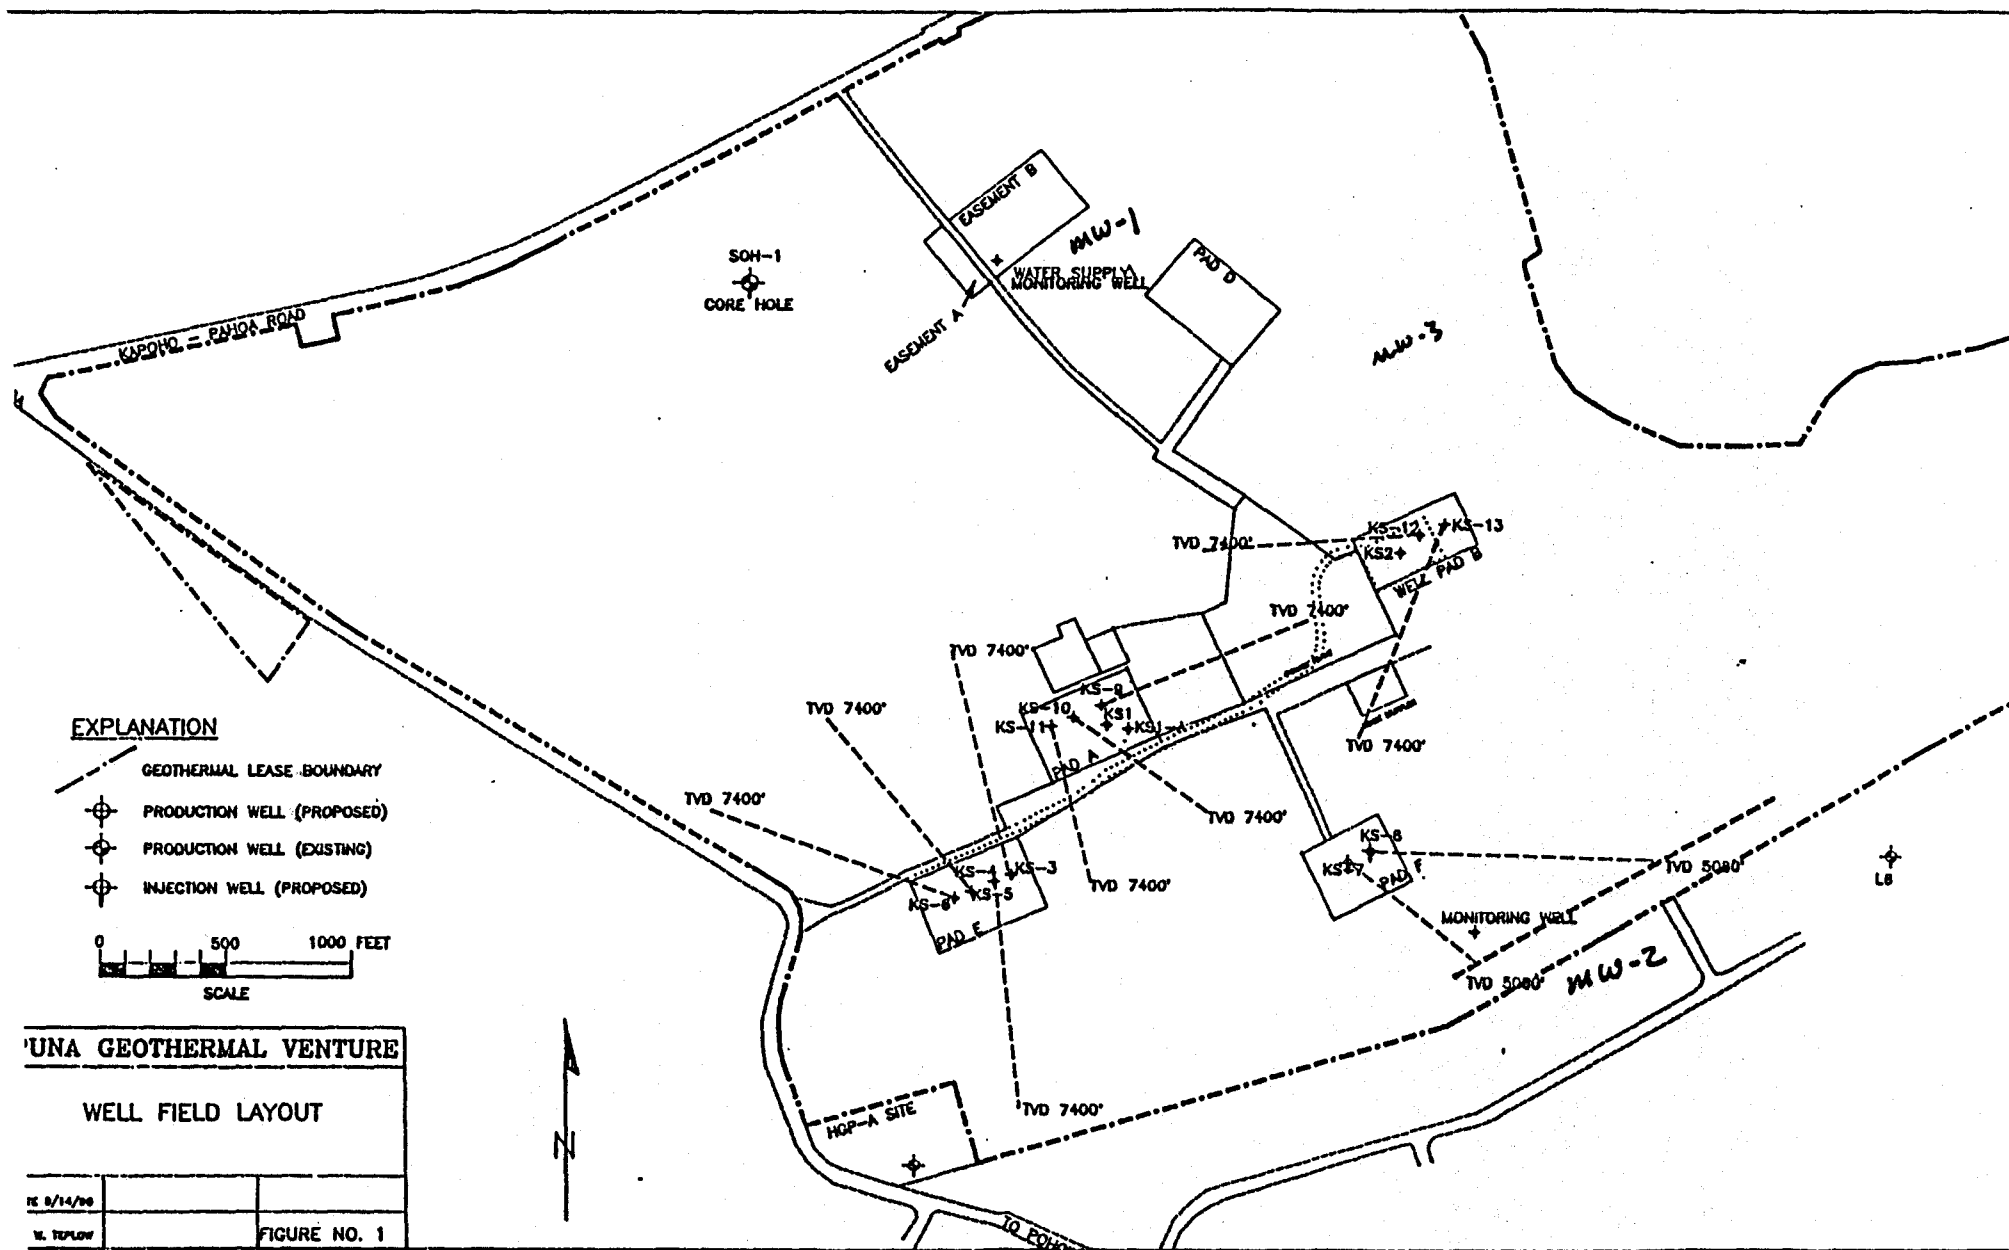 EASEMENT B
MW-1
PAD D
SOH-1
CORE HOLE
WATER SUPPLY
MONITORING WELL
EASEMENT A
KAPOHO - PAHOA ROAD
MW-3
KS-12
KS-13
TVD 7400'
KS2
WELL PAD B
TVD 7400'
TVD 7400'
KS-9
KS-10
KS1
KS-11
KS1-
TVD 7400'
TVD 7400'
PAD A
TVD 7400'
TVD 7400'
KS-8
KS-7
PAD F
TVD 5080'
L6
KS-4
KS-3
KS-5
KS-6
TVD 7400'
PAD E
MONITORING WELL
TVD 5080'
MW-2
TVD 7400'
HGP-A SITE
EXPLANATION
GEOTHERMAL LEASE BOUNDARY
PRODUCTION WELL (PROPOSED)
PRODUCTION WELL (EXISTING)
INJECTION WELL (PROPOSED)
0 500 1000 FEET
SCALE
UNA GEOTHERMAL VENTURE
WELL FIELD LAYOUT
N
W. TEPLOW
FIGURE NO. 1
TO POHO